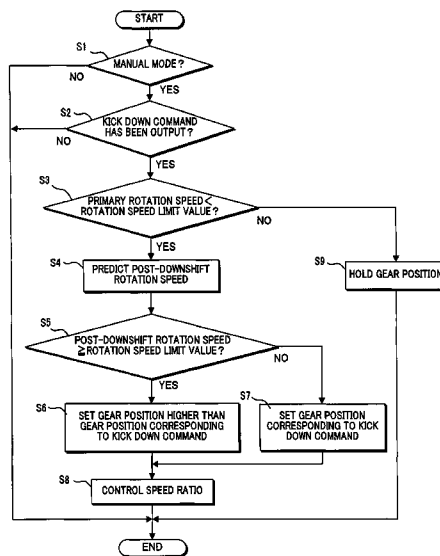 START
S1
MANUAL MODE?
NO
YES
S2
KICK DOWN COMMAND
HAS BEEN OUTPUT?
NO
YES
S3
PRIMARY ROTATION SPEED<
ROTATION SPEED LIMIT VALUE?
NO
YES
S4
PREDICT POST-DOWNSHIFT
ROTATION SPEED
S9
HOLD GEAR POSITION
S5
POST-DOWNSHIFT ROTATION SPEED
≧ROTATION SPEED LIMIT VALUE?
NO
YES
S6
SET GEAR POSITION HIGHER THAN
GEAR POSITION CORRESPONDING
TO KICK DOWN COMMAND
S7
SET GEAR POSITION
CORRESPONDING TO KICK
DOWN COMMAND
S8
CONTROL SPEED RATIO
END